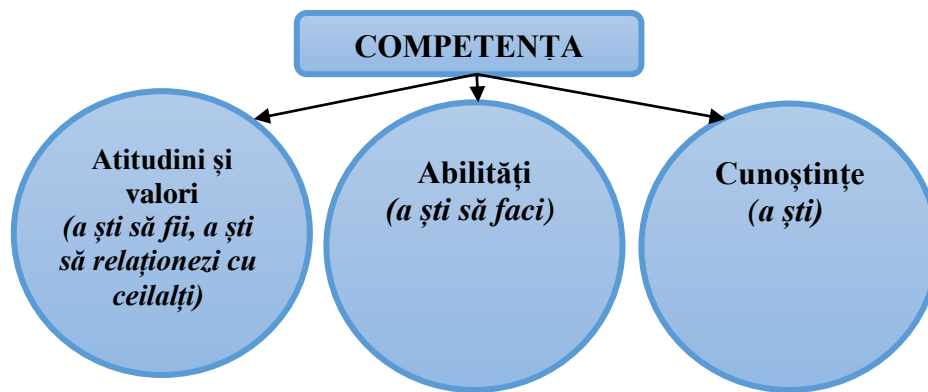 COMPETENȚA
Atitudini și
valori
(a ști să fii, a ști
să relaționezi cu
ceilalți)
Abilități
(a ști să faci)
Cunoștințe
(a ști)